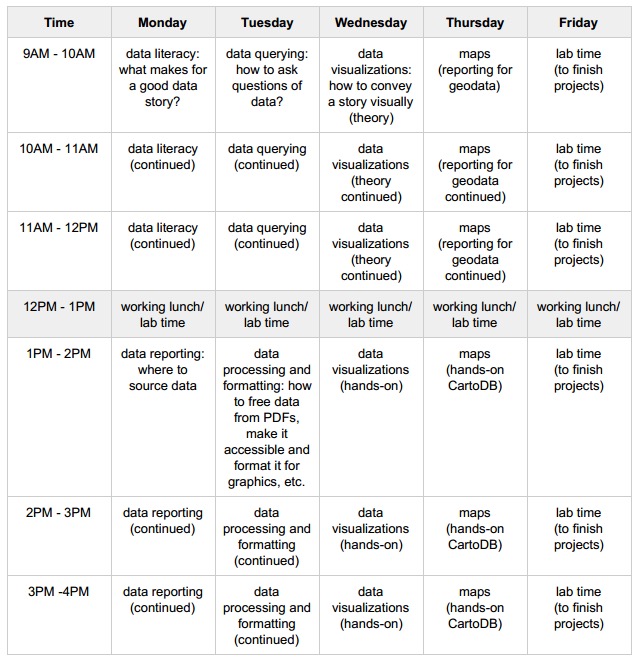 Time Monday Tuesday Wednesday Thursday Friday
9AM - 10AM
data literacy:
what makes for
a good data
story?
data querying:
how to ask
questions of
data?
data
visualizations:
how to convey
a story visually
(theory)
maps
(reporting for
geodata)
lab time
(to finish
projects)
10AM - 11AM
data literacy
(continued)
data querying
(continued)
data
visualizations
(theory
continued)
maps
(reporting for
geodata
continued)
lab time
(to finish
projects)
11AM - 12PM
data literacy
(continued)
data querying
(continued)
data
visualizations
(theory
continued)
maps
(reporting for
geodata
continued)
lab time
(to finish
projects)
12PM - 1PM
working lunch/
lab time
working lunch/
lab time
working lunch/
lab time
working lunch/
lab time
working lunch/
lab time
1PM - 2PM
data reporting:
where to
source data
data
processing and
formatting: how
to free data
from PDFs,
make it
accessible and
format it for
graphics, etc.
data
visualizations
(hands-on)
maps
(hands-on
CartoDB)
lab time
(to finish
projects)
2PM - 3PM
data reporting
(continued)
data
processing and
formatting
(continued)
data
visualizations
(hands-on)
maps
(hands-on
CartoDB)
lab time
(to finish
projects)
3PM -4PM
data reporting
(continued)
data
processing and
formatting
(continued)
data
visualizations
(hands-on)
maps
(hands-on
CartoDB)
lab time
(to finish
projects)